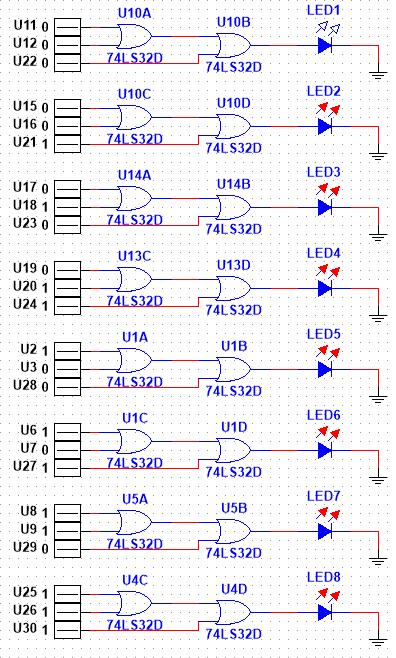 U10A U10B LED1
U11 0
U12 0
U22 0
74LS32D 74LS32D
U10C U10D LED2
U15 0
U16 0
U21 1
74LS32D 74LS32D
U14A U14B LED3
U17 0
U18 1
U23 0
74LS32D 74LS32D
U13C U13D LED4
U19 0
U20 1
U24 1
74LS32D 74LS32D
U1A U1B LED5
U2 1
U3 0
U28 0
74LS32D 74LS32D
U1C U1D LED6
U6 1
U7 0
U27 1
74LS32D 74LS32D
U5A U5B LED7
U8 1
U9 1
U29 0
74LS32D 74LS32D
U4C U4D LED8
U25 1
U26 1
U30 1
74LS32D 74LS32D